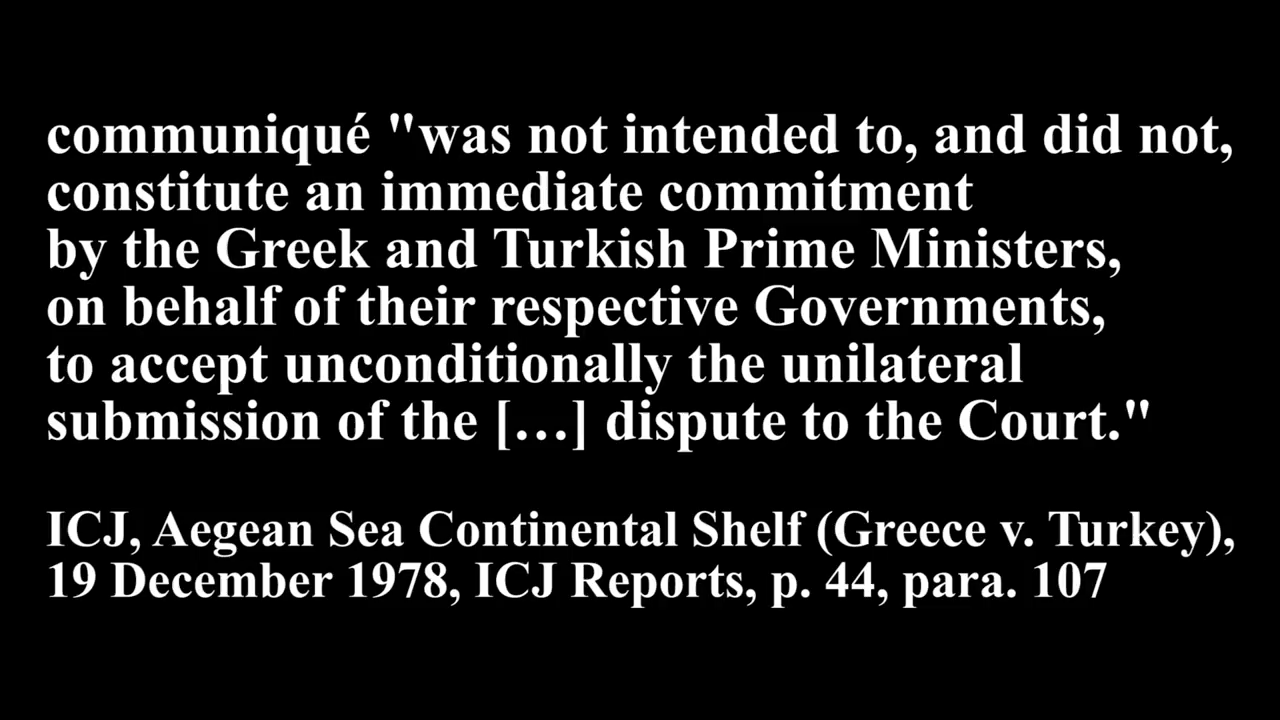 communiqué "was not intended to, and did not,
constitute an immediate commitment
by the Greek and Turkish Prime Ministers,
on behalf of their respective Governments,
to accept unconditionally the unilateral
submission of the […] dispute to the Court."
ICJ, Aegean Sea Continental Shelf (Greece v. Turkey),
19 December 1978, ICJ Reports, p. 44, para. 107